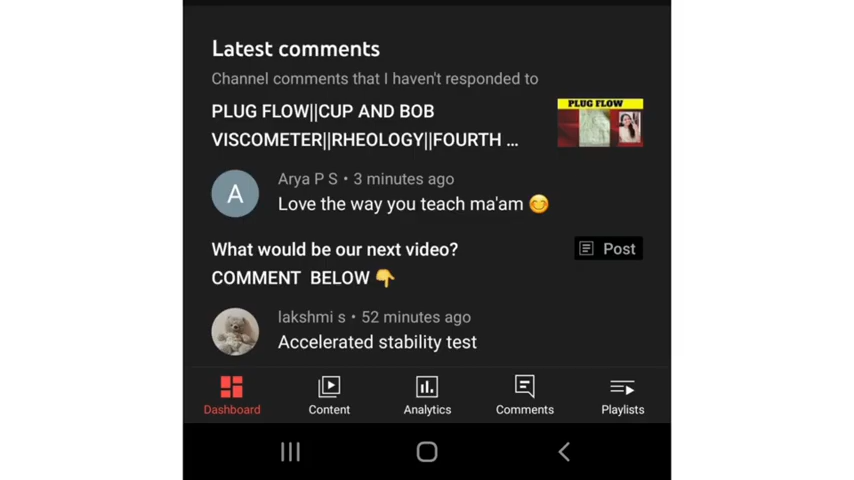 Latest comments
Channel comments that I haven't responded to
PLUG FLOW||CUP AND BOB
VISCOMETER||RHEOLOGY||FOURTH ...
PLUG FLOW
A
Arya P S • 3 minutes ago
Love the way you teach ma'am 😊
What would be our next video?
COMMENT BELOW 👇
Post
lakshmi s • 52 minutes ago
Accelerated stability test
Dashboard
Content
Analytics
Comments
Playlists